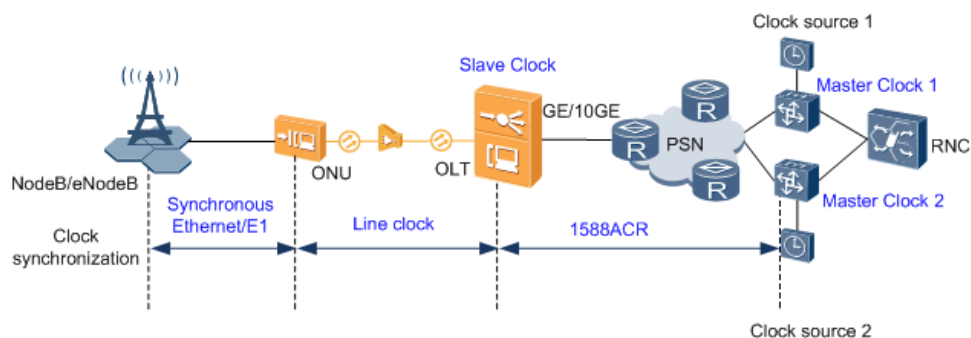 Clock source 1
Slave Clock
Master Clock 1
GE/10GE
R
R
R
PSN
RNC
ONU
OLT
NodeB/eNodeB
Master Clock 2
Synchronous
Ethernet/E1
Line clock
1588ACR
Clock
synchronization
Clock source 2